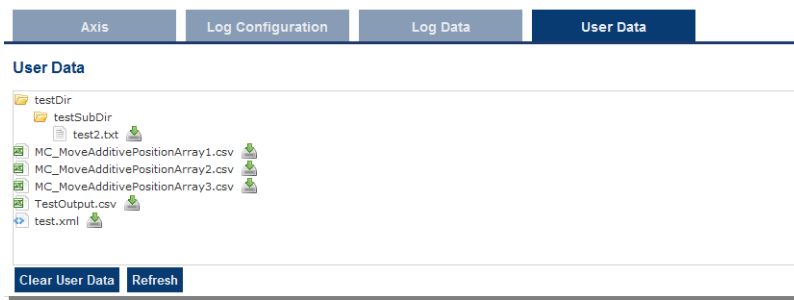 Axis Log Configuration Log Data User Data
User Data
testDir
testSubDir
test2.txt
MC_MoveAdditivePositionArray1.csv
MC_MoveAdditivePositionArray2.csv
MC_MoveAdditivePositionArray3.csv
TestOutput.csv
test.xml
Clear User Data Refresh